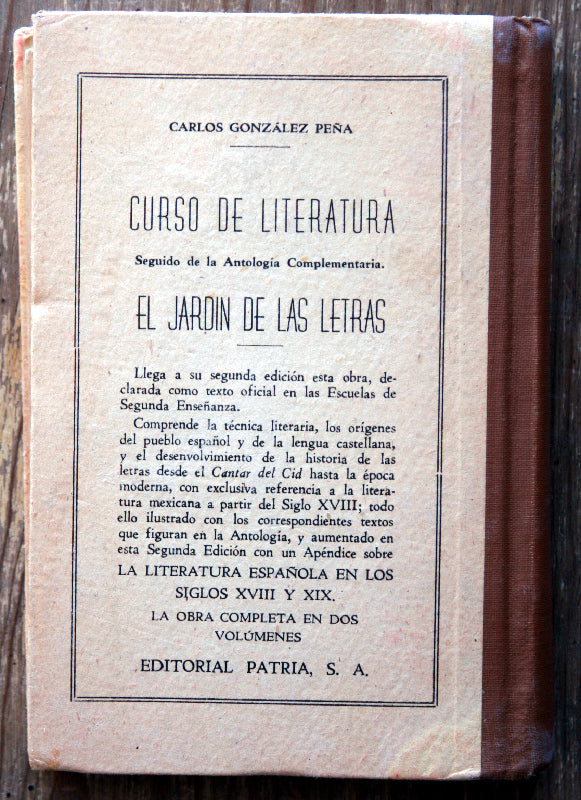 CARLOS GONZÁLEZ PEÑA
CURSO DE LITERATURA
Seguido de la Antología Complementaria.
EL JARDIN DE LAS LETRAS
Llega a su segunda edición esta obra, de-
clarada como texto oficial en las Escuelas de
Segunda Enseñanza.
Comprende la técnica literaria, los orígenes
del pueblo español y de la lengua castellana,
y el desenvolvimiento de la historia de las
letras desde el Cantar del Cid hasta la época
moderna, con exclusiva referencia a la litera-
tura mexicana a partir del Siglo XVIII; todo
ello ilustrado con los correspondientes textos
que figuran en la Antología, y aumentado en
esta Segunda Edición con un Apéndice sobre
LA LITERATURA ESPAÑOLA EN LOS
SIGLOS XVIII Y XIX.
LA OBRA COMPLETA EN DOS
VOLÚMENES
EDITORIAL PATRIA, S. A.